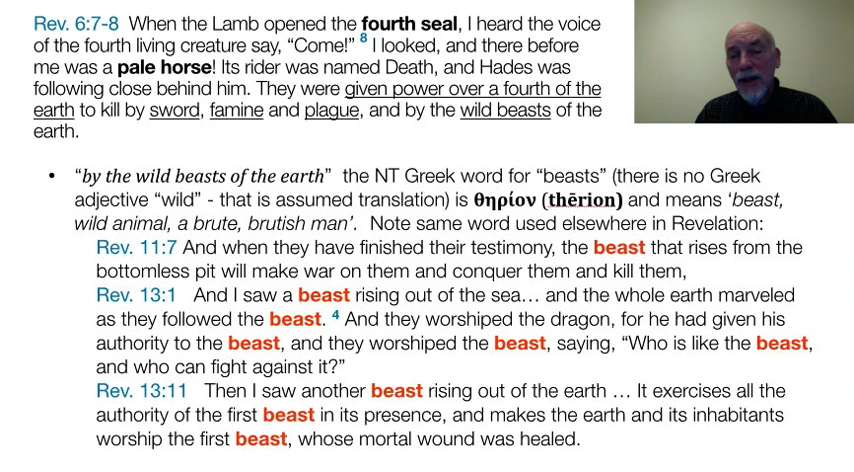 Rev. 6:7-8 When the Lamb opened the fourth seal, I heard the voice
of the fourth living creature say, “Come!” 8 I looked, and there before
me was a pale horse! Its rider was named Death, and Hades was
following close behind him. They were given power over a fourth of the
earth to kill by sword, famine and plague, and by the wild beasts of the
earth.
• “by the wild beasts of the earth” the NT Greek word for “beasts” (there is no Greek
adjective “wild” - that is assumed translation) is θηρίον (thērion) and means ‘beast,
wild animal, a brute, brutish man’. Note same word used elsewhere in Revelation:
Rev. 11:7 And when they have finished their testimony, the beast that rises from the
bottomless pit will make war on them and conquer them and kill them,
Rev. 13:1 And I saw a beast rising out of the sea… and the whole earth marveled
as they followed the beast. 4 And they worshiped the dragon, for he had given his
authority to the beast, and they worshiped the beast, saying, “Who is like the beast,
and who can fight against it?”
Rev. 13:11 Then I saw another beast rising out of the earth … It exercises all the
authority of the first beast in its presence, and makes the earth and its inhabitants
worship the first beast, whose mortal wound was healed.